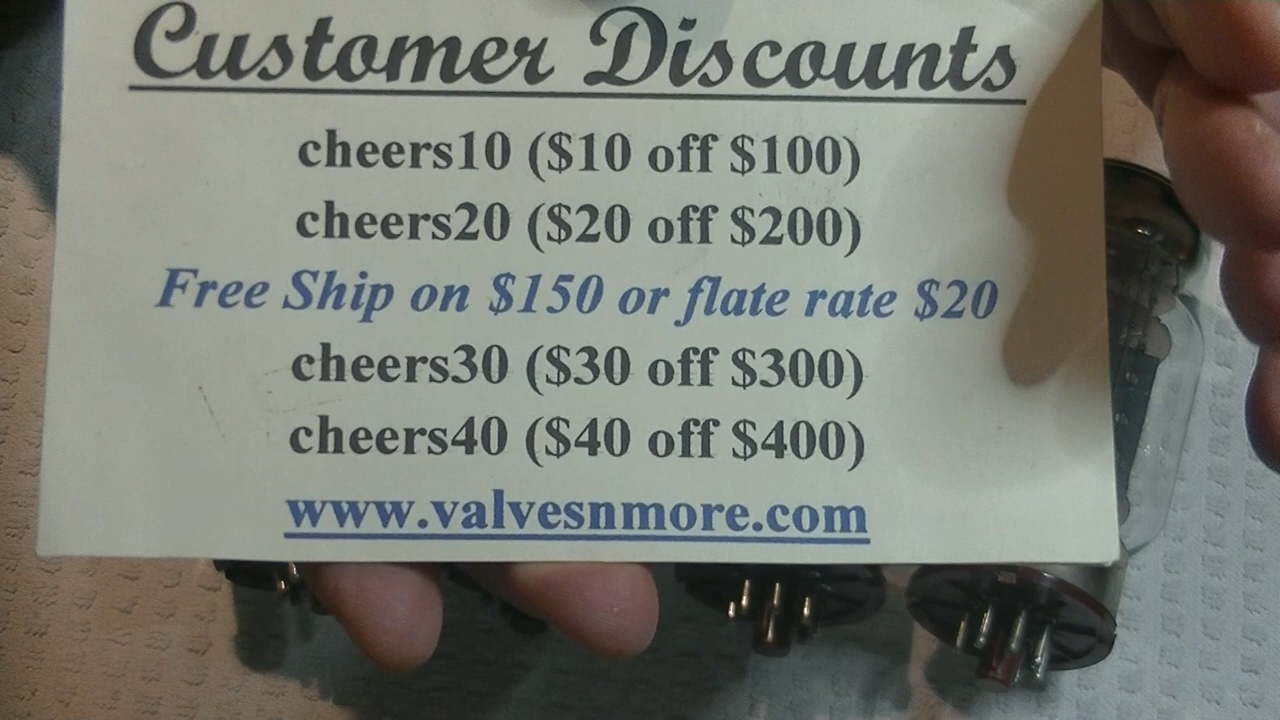 Customer Discounts
cheers10 ($10 off $100)
cheers20 ($20 off $200)
Free Ship on $150 or flate rate $20
cheers30 ($30 off $300)
cheers40 ($40 off $400)
www.valvesnmore.com